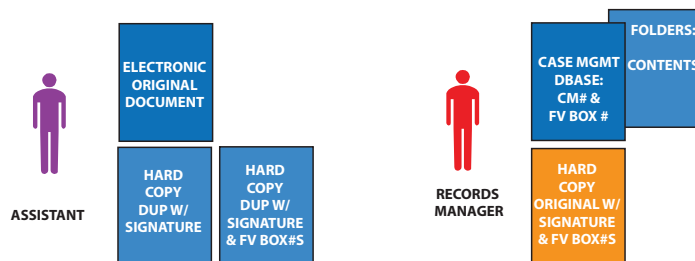 ELECTRONIC
ORIGINAL
DOCUMENT
HARD
COPY
DUP W/
SIGNATURE
HARD
COPY
DUP W/
SIGNATURE
& FV BOX#S
ASSISTANT
FOLDERS:
CONTENTS
CASE MGMT
DBASE:
CM# &
FV BOX #
HARD
COPY
ORIGINAL W/
SIGNATURE
& FV BOX#S
RECORDS
MANAGER